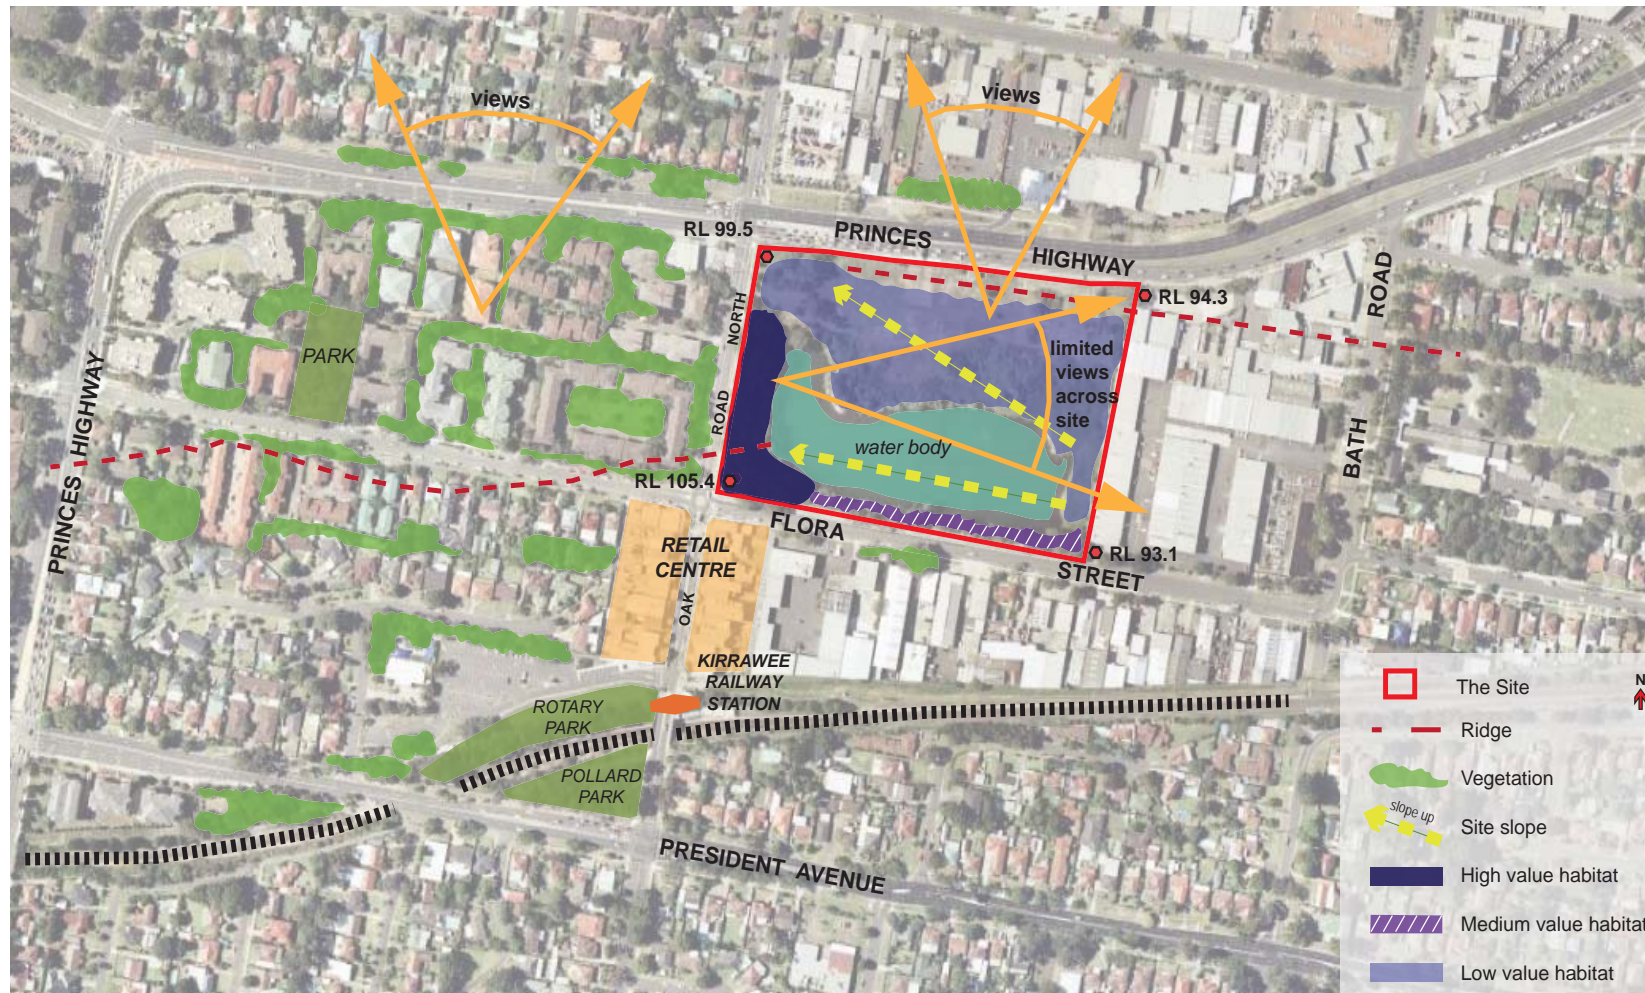 views
views
RL 99.5
PRINCES
HIGHWAY
RL 94.3
ROAD
NORTH
limited
views
across
site
PARK
PRINCES HIGHWAY
ROAD
water body
BATH
RL 105.4
FLORA
RETAIL
CENTRE
RL 93.1
STREET
OAK
KIRRAWEE
RAILWAY
STATION
ROTARY
PARK
POLLARD
PARK
PRESIDENT AVENUE
The Site
N
Ridge
Vegetation
slope up
Site slope
High value habitat
Medium value habitat
Low value habitat